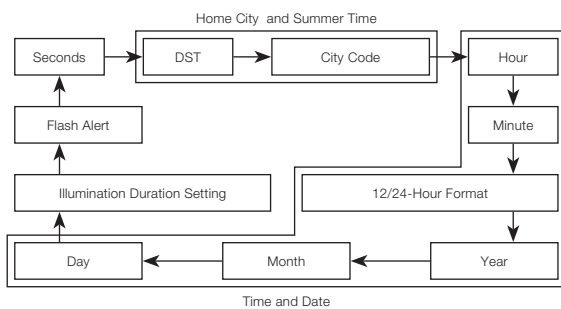 Home City and Summer Time
Seconds
DST
City Code
Hour
Flash Alert
Minute
Illumination Duration Setting
12/24-Hour Format
Day
Month
Year
Time and Date